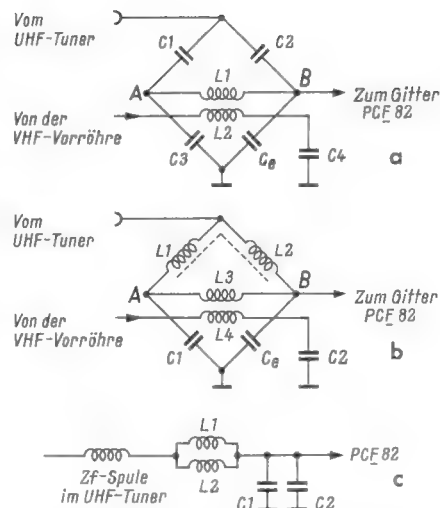 Vom
UHF-Tuner
C1
C2
L1
A
B
Zum Gitter
PCF 82
Von der
VHF-Vorröhre
L2
C3
Ce
C4
a
Vom
UHF-Tuner
L1
L2
A
L3
B
Zum Gitter
PCF 82
Von der
VHF-Vorröhre
L4
C1
Ce
C2
b
L1
PCF 82
Zf-Spule
im UHF-Tuner
L2
C1
C2
c